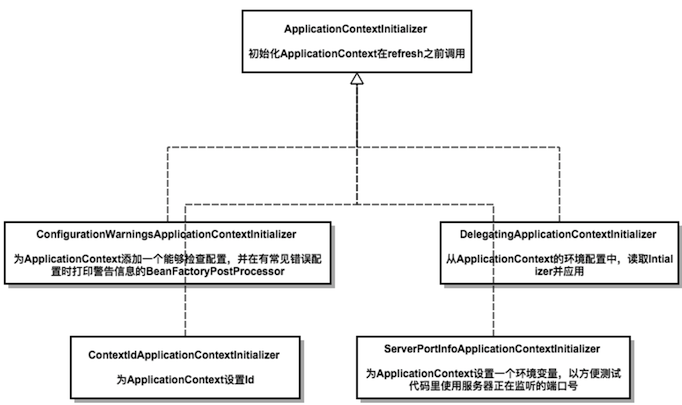 ApplicationContextInitializer
初始化ApplicationContext在refresh之前调用
ConfigurationWarningsApplicationContextInitializer
为ApplicationContext添加一个能够检查配置，并在有常见错误配
置时打印警告信息的BeanFactoryPostProcessor
DelegatingApplicationContextInitializer
从ApplicationContext的环境配置中，读取Intial
izer并应用
ContextIdApplicationContextInitializer
为ApplicationContext设置Id
ServerPortInfoApplicationContextInitializer
为ApplicationContext设置一个环境变量，以方便测试
代码里使用服务器正在监听的端口号